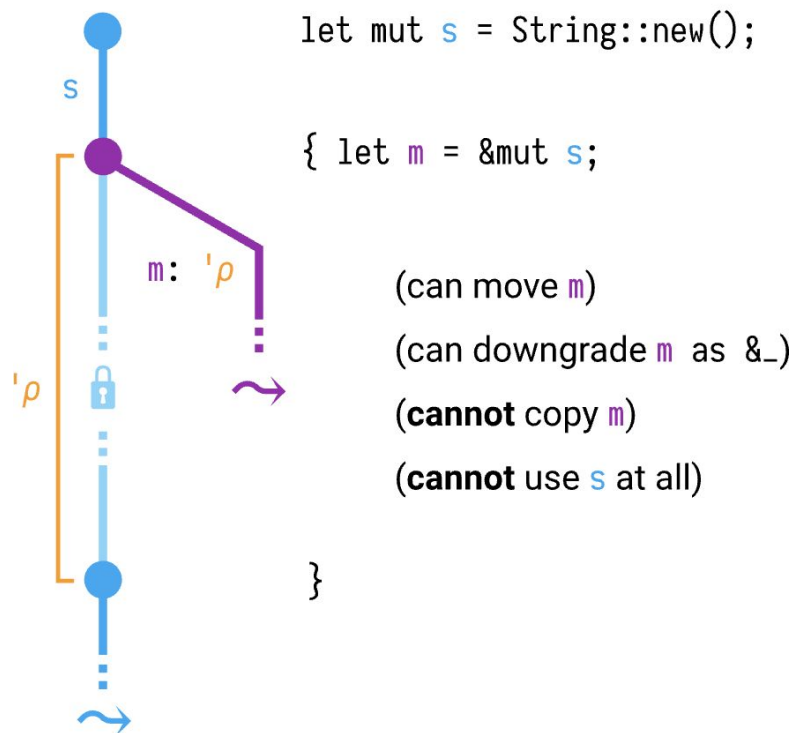 let mut s = String::new();
s
{ let m = &mut s;
m: 'ρ
(can move m)
(can downgrade m as &_)
'ρ
(cannot copy m)
(cannot use s at all)
}